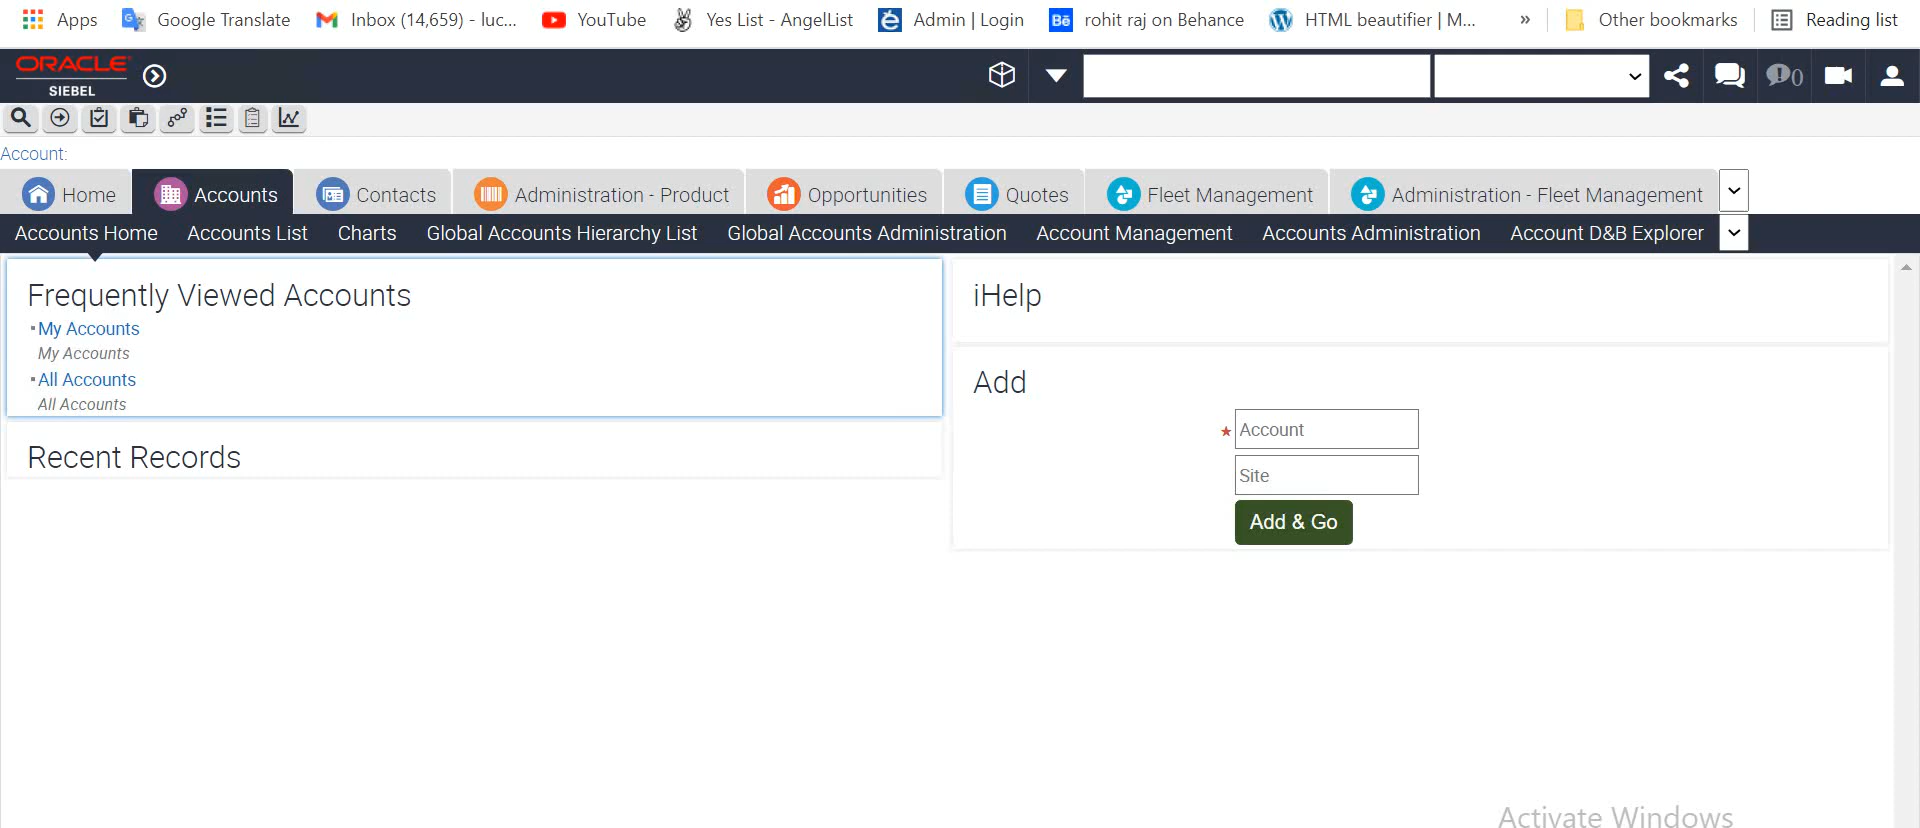 Apps Google Translate Inbox (14,659) - luc... YouTube Yes List - AngelList Admin | Login Bē rohit raj on Behance HTML beautifier | M... » Other bookmarks Reading list
ORACLE
SIEBEL
0
Account:
Home Accounts Contacts Administration - Product Opportunities Quotes Fleet Management Administration - Fleet Management
Accounts Home Accounts List Charts Global Accounts Hierarchy List Global Accounts Administration Account Management Accounts Administration Account D&B Explorer
Frequently Viewed Accounts
My Accounts
My Accounts
All Accounts
All Accounts
Recent Records
iHelp
Add
Account
Site
Add & Go
Activate Windows